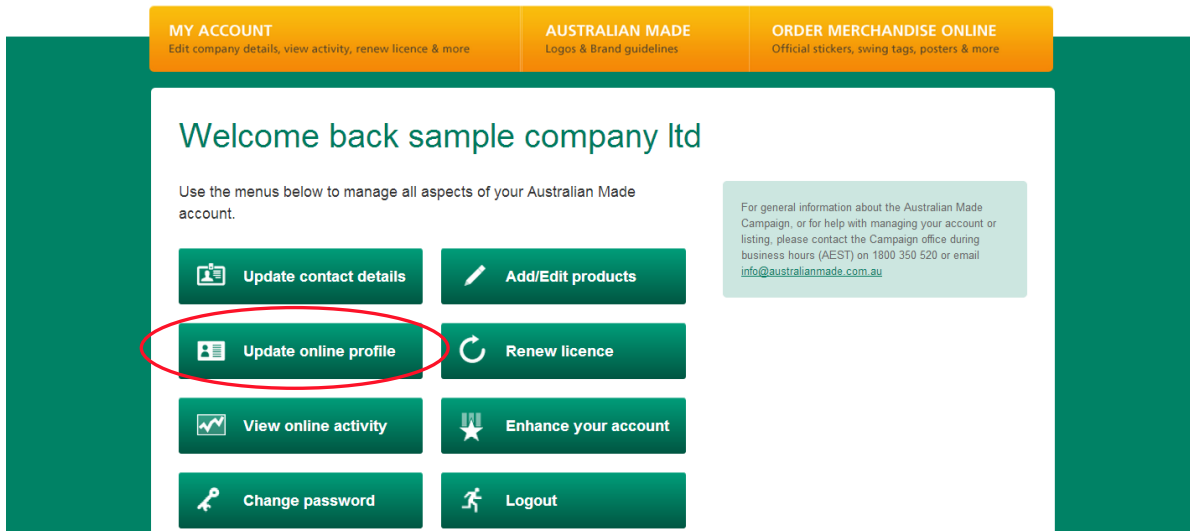 MY ACCOUNT
Edit company details, view activity, renew licence & more
AUSTRALIAN MADE
Logos & Brand guidelines
ORDER MERCHANDISE ONLINE
Official stickers, swing tags, posters & more
Welcome back sample company ltd
Use the menus below to manage all aspects of your Australian Made
account.
For general information about the Australian Made
Campaign, or for help with managing your account or
listing, please contact the Campaign office during
business hours (AEST) on 1800 350 520 or email
info@australianmade.com.au
Update contact details
Add/Edit products
Update online profile
Renew licence
View online activity
Enhance your account
Change password
Logout